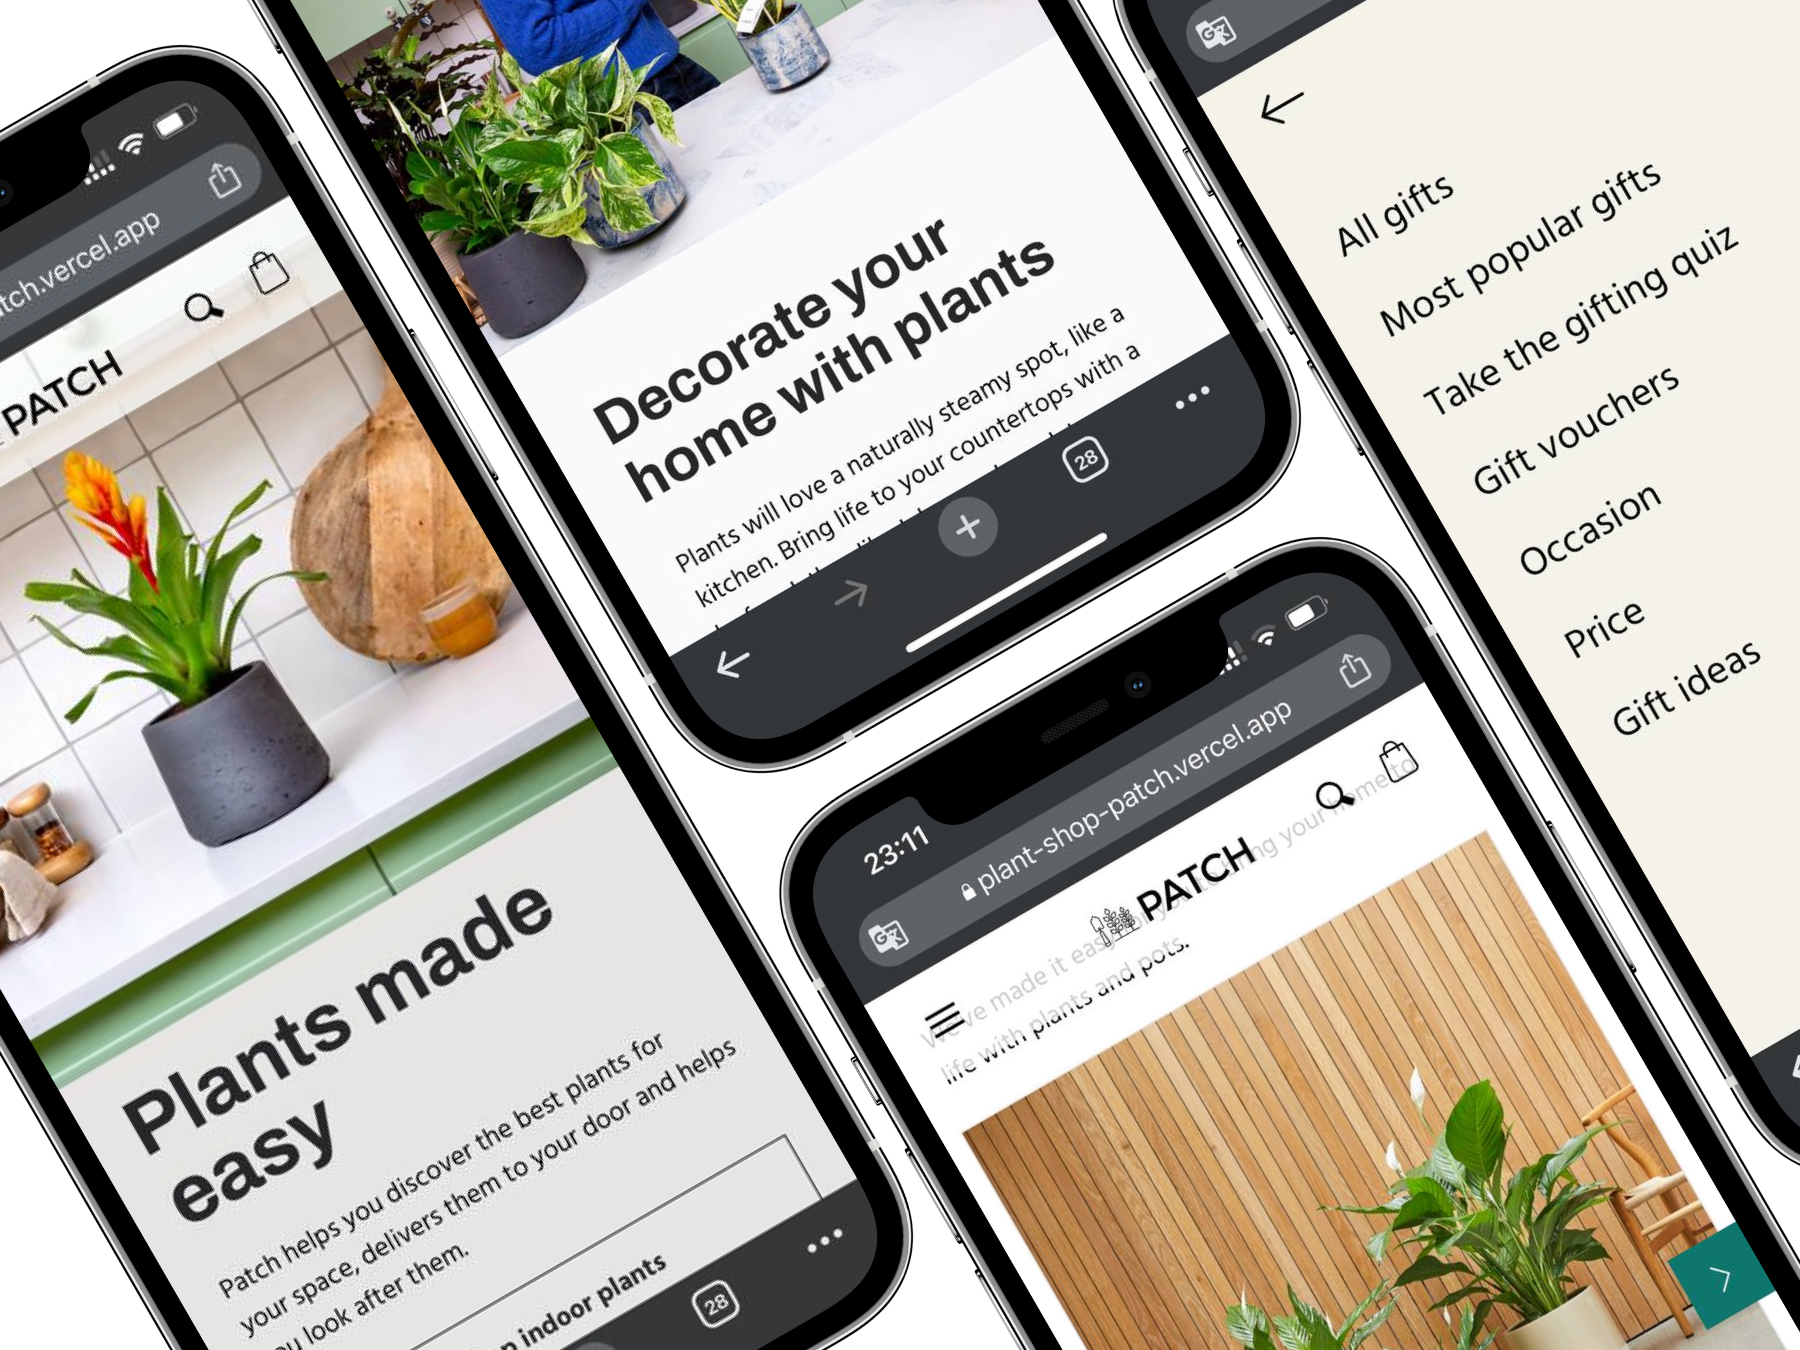 tch.vercel.app
PATCH
Plants made
easy
Patch helps you discover the best plants for
your space, delivers them to your door and helps
you look after them.
indoor plants
28
Decorate your
home with plants
Plants will love a naturally steamy spot, like a
kitchen. Bring life to your countertops with a
28
23:11
plant-shop-patch.vercel.app
PATCH
We've made it easy to bring your home to
life with plants and pots.
All gifts
Most popular gifts
Take the gifting quiz
Gift vouchers
Occasion
Price
Gift ideas